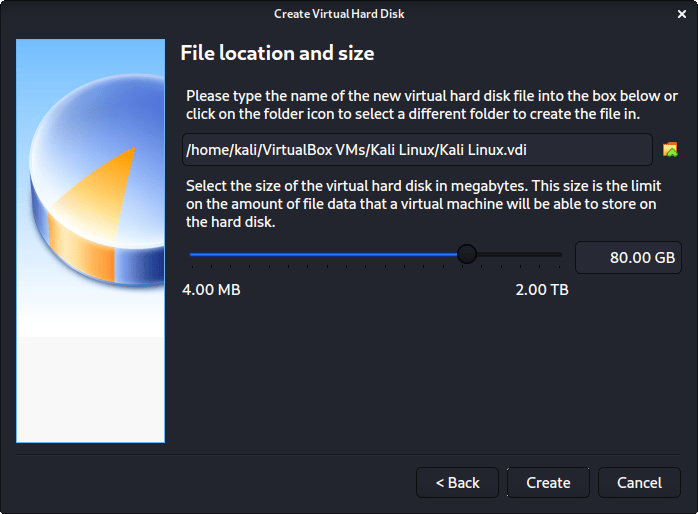 Create Virtual Hard Disk
File location and size
Please type the name of the new virtual hard disk file into the box below or
click on the folder icon to select a different folder to create the file in.
/home/kali/VirtualBox VMs/Kali Linux/Kali Linux.vdi
Select the size of the virtual hard disk in megabytes. This size is the limit
on the amount of file data that a virtual machine will be able to store on
the hard disk.
80.00 GB
4.00 MB 2.00 TB
< Back Create Cancel